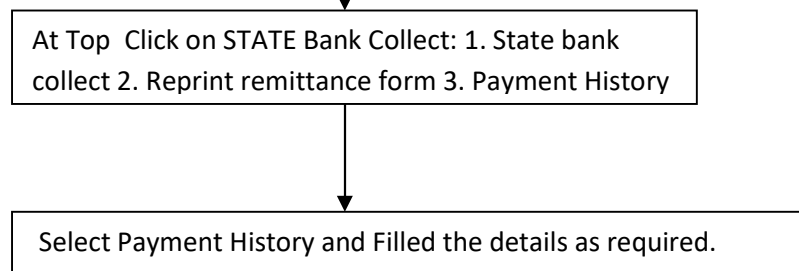 At Top  Click on STATE Bank Collect: 1. State bank
collect 2. Reprint remittance form 3. Payment History
Select Payment History and Filled the details as required.